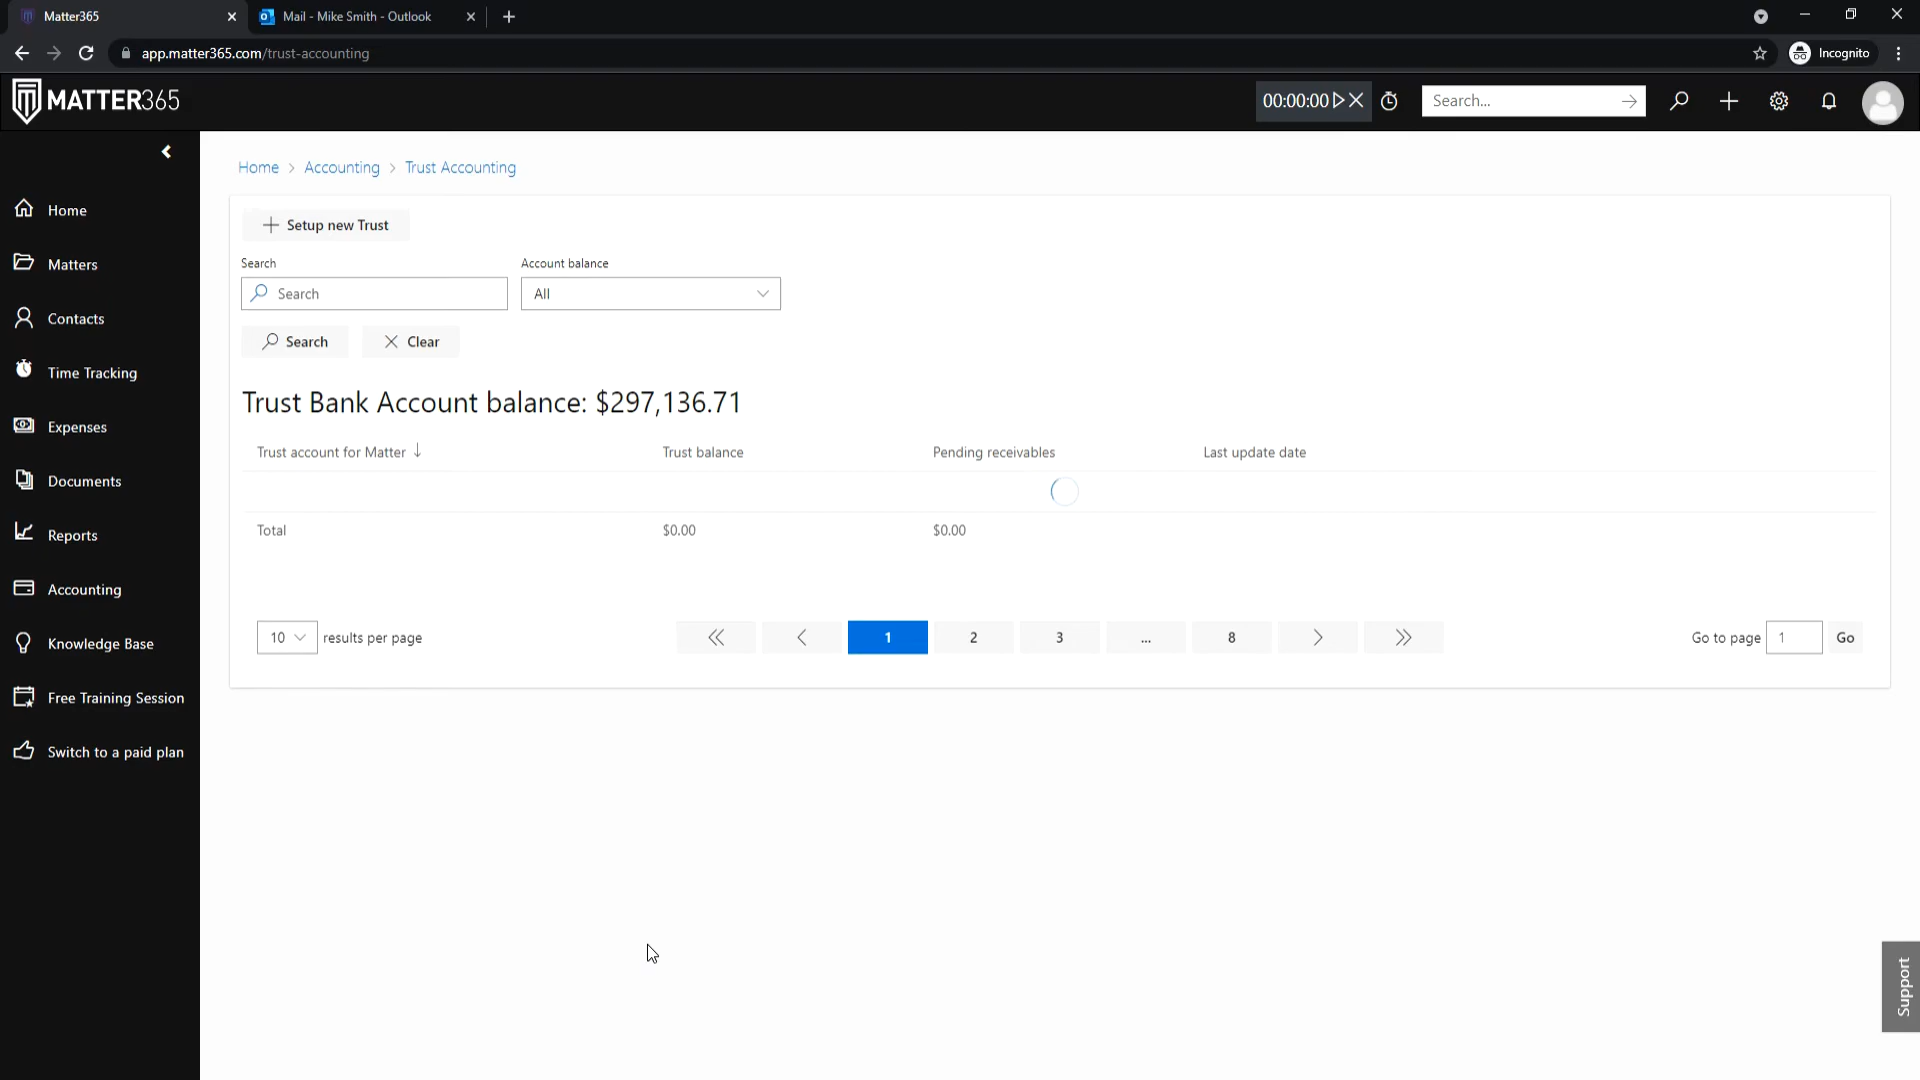 Matter365
Mail - Mike Smith - Outlook
app.matter365.com/trust-accounting
Incognito
MATTER365
00:00:00
Search...
Home
Matters
Contacts
Time Tracking
Expenses
Documents
Reports
Accounting
Knowledge Base
Free Training Session
Switch to a paid plan
Home > Accounting > Trust Accounting
Setup new Trust
Search Account balance
Search All
Search Clear
Trust Bank Account balance: $297,136.71
Trust account for Matter ↓ Trust balance Pending receivables Last update date
Total $0.00 $0.00
10 results per page 1 2 3 ... 8 Go to page 1 Go
Support